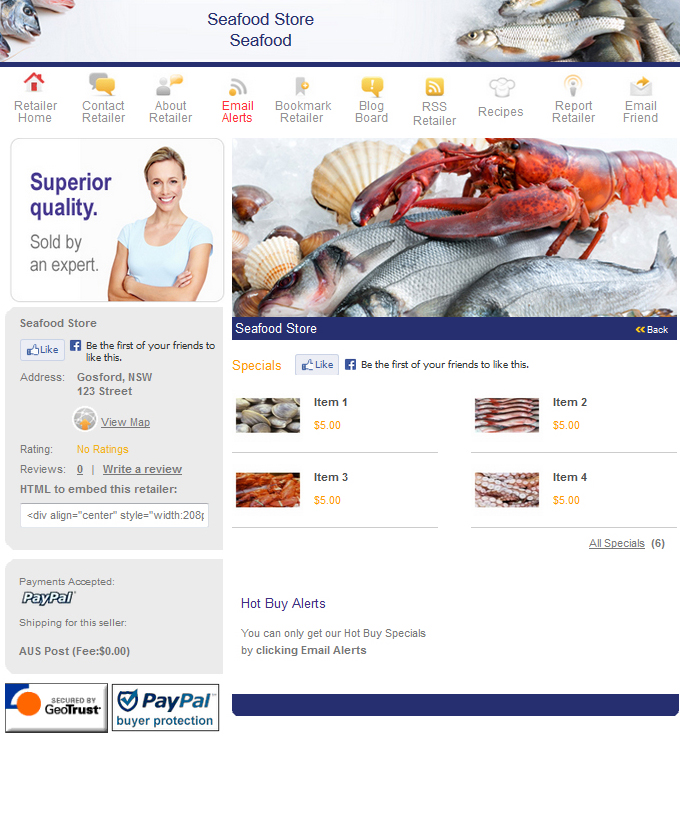 Seafood Store
Seafood
Retailer Home
Contact Retailer
About Retailer
Email Alerts
Bookmark Retailer
Blog Board
RSS Retailer
Recipes
Report Retailer
Email Friend
Superior
quality.
Sold by
an expert.
Seafood Store
Like
Be the first of your friends to
like this.
Address: Gosford, NSW
123 Street
View Map
Rating: No Ratings
Reviews: 0 | Write a review
HTML to embed this retailer:
<div align="center" style="width:208p
Payments Accepted:
PayPal
Shipping for this seller:
AUS Post (Fee:$0.00)
SECURED BY
GeoTrust
PayPal
buyer protection
Seafood Store
Back
Specials
Like
Be the first of your friends to like this.
Item 1
$5.00
Item 2
$5.00
Item 3
$5.00
Item 4
$5.00
All Specials (6)
Hot Buy Alerts
You can only get our Hot Buy Specials
by clicking Email Alerts